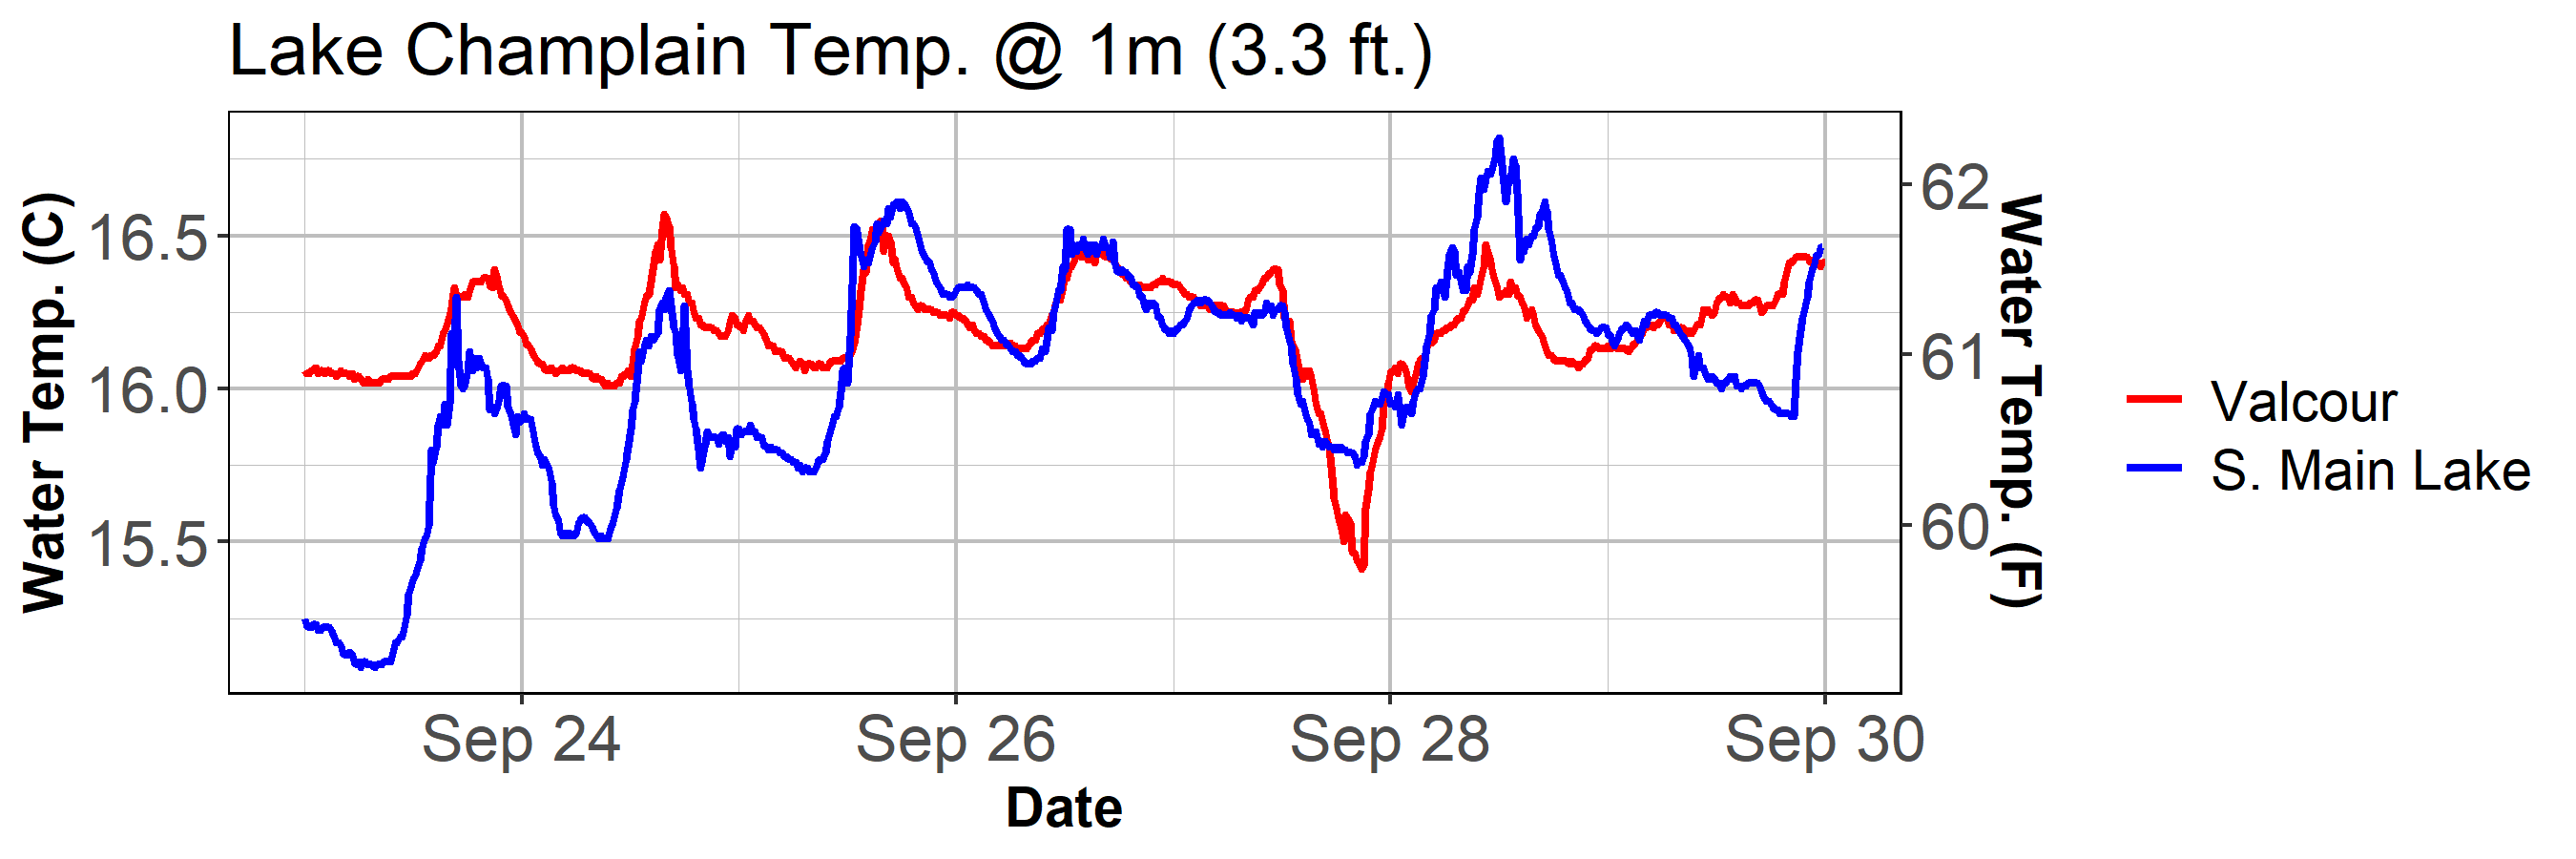 Lake Champlain Temp. @ 1m (3.3 ft.)
Water Temp. (C)
16.5
16.0
15.5
62
61
60
Water Temp. (F)
Sep 24
Sep 26
Sep 28
Sep 30
Date
Valcour
S. Main Lake